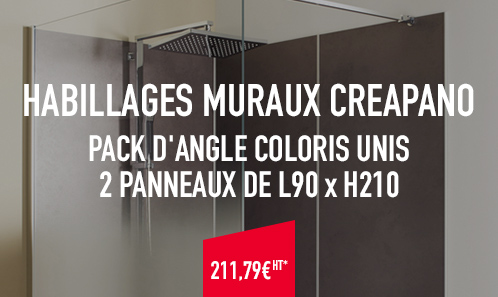 HABILLAGES MURAUX CREAPANO
PACK D'ANGLE COLORIS UNIS
2 PANNEAUX DE L90 x H210
211,79€ HT*